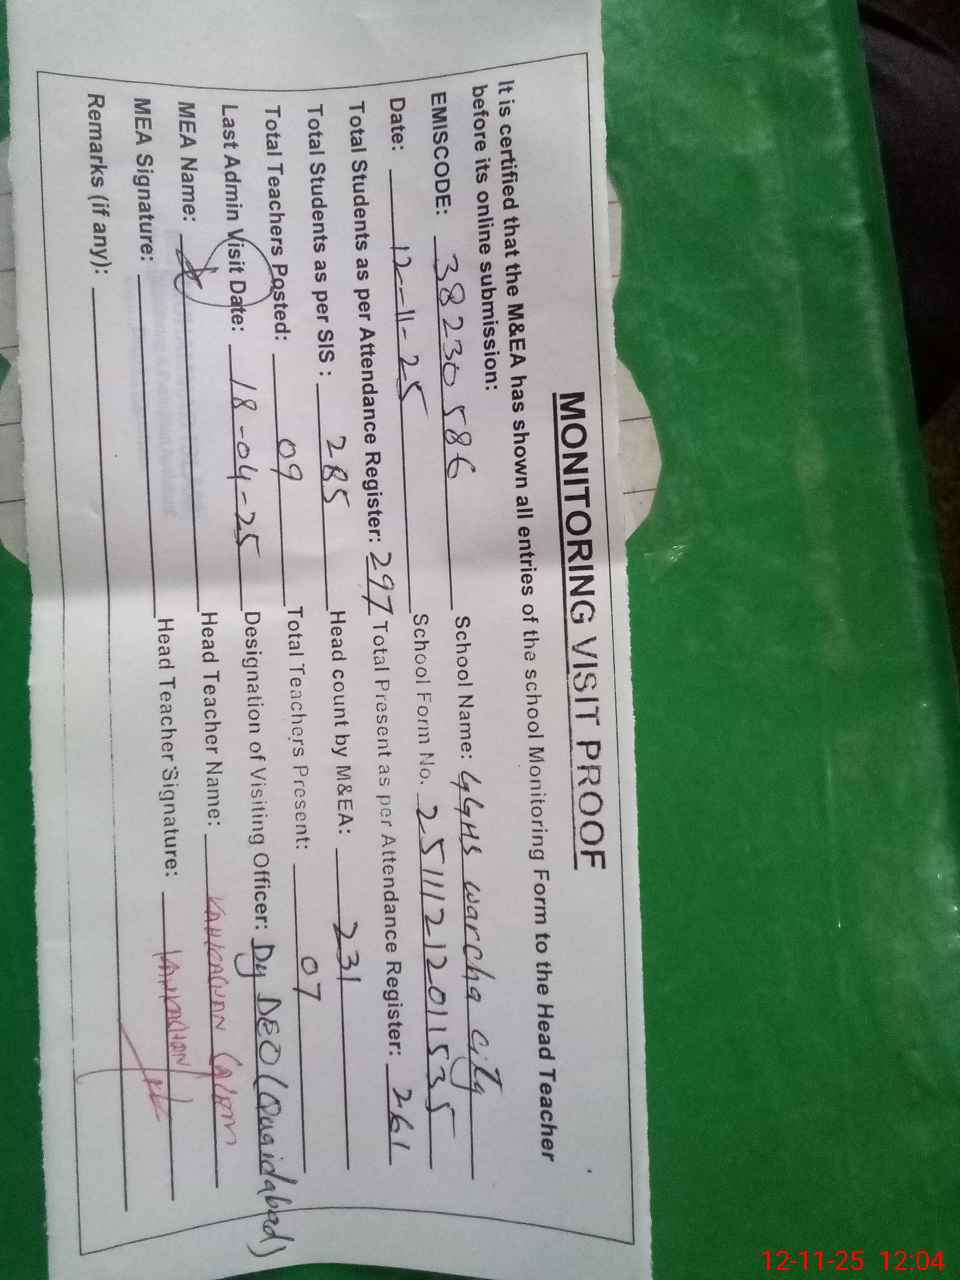 MONITORING VISIT PROOF
It is certified that the M&EA has shown all entries of the school Monitoring Form to the Head Teacher
before its online submission:
EMISCODE: 38230586 School Name: GGHS warcha city
Date: 12-11-25 School Form No. 25111212011535
Total Students as per Attendance Register: 297 Total Present as per Attendance Register: 261
Total Students as per SIS : 285 Head count by M&EA: 231
Total Teachers Posted: 09 Total Teachers Present: 07
Last Admin Visit Date: 18-04-25 Designation of Visiting Officer: Dy DEO (Quaidabad)
MEA Name: Head Teacher Name:
MEA Signature: Head Teacher Signature:
Remarks (if any):
12-11-25 12:04